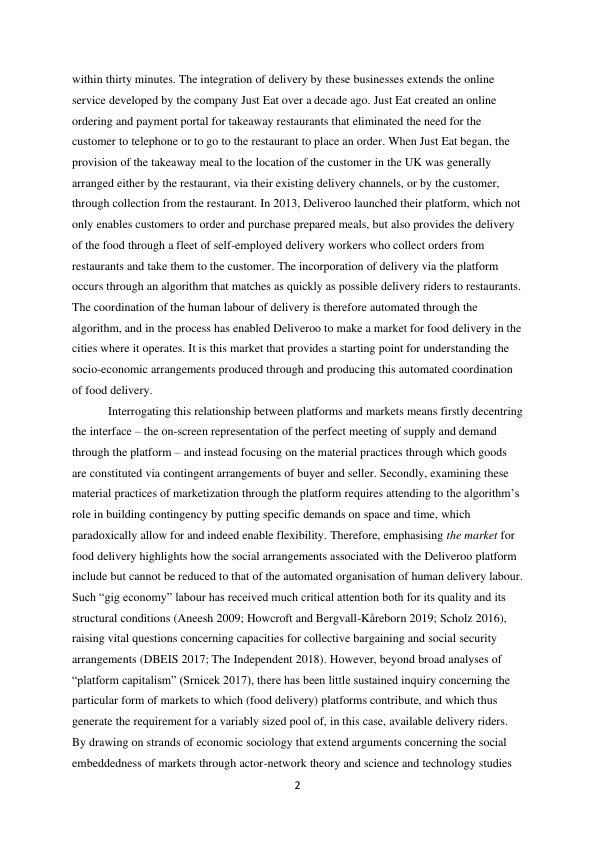 within thirty minutes. The integration of delivery by these businesses extends the online
service developed by the company Just Eat over a decade ago. Just Eat created an online
ordering and payment portal for takeaway restaurants that eliminated the need for the
customer to telephone or to go to the restaurant to place an order. When Just Eat began, the
provision of the takeaway meal to the location of the customer in the UK was generally
arranged either by the restaurant, via their existing delivery channels, or by the customer,
through collection from the restaurant. In 2013, Deliveroo launched their platform, which not
only enables customers to order and purchase prepared meals, but also provides the delivery
of the food through a fleet of self-employed delivery workers who collect orders from
restaurants and take them to the customer. The incorporation of delivery via the platform
occurs through an algorithm that matches as quickly as possible delivery riders to restaurants.
The coordination of the human labour of delivery is therefore automated through the
algorithm, and in the process has enabled Deliveroo to make a market for food delivery in the
cities where it operates. It is this market that provides a starting point for understanding the
socio-economic arrangements produced through and producing this automated coordination
of food delivery.
Interrogating this relationship between platforms and markets means firstly decentring
the interface – the on-screen representation of the perfect meeting of supply and demand
through the platform – and instead focusing on the material practices through which goods
are constituted via contingent arrangements of buyer and seller. Secondly, examining these
material practices of marketization through the platform requires attending to the algorithm’s
role in building contingency by putting specific demands on space and time, which
paradoxically allow for and indeed enable flexibility. Therefore, emphasising the market for
food delivery highlights how the social arrangements associated with the Deliveroo platform
include but cannot be reduced to that of the automated organisation of human delivery labour.
Such “gig economy” labour has received much critical attention both for its quality and its
structural conditions (Aneesh 2009; Howcroft and Bergvall-Kåreborn 2019; Scholz 2016),
raising vital questions concerning capacities for collective bargaining and social security
arrangements (DBEIS 2017; The Independent 2018). However, beyond broad analyses of
“platform capitalism” (Srnicek 2017), there has been little sustained inquiry concerning the
particular form of markets to which (food delivery) platforms contribute, and which thus
generate the requirement for a variably sized pool of, in this case, available delivery riders.
By drawing on strands of economic sociology that extend arguments concerning the social
embeddedness of markets through actor-network theory and science and technology studies
2